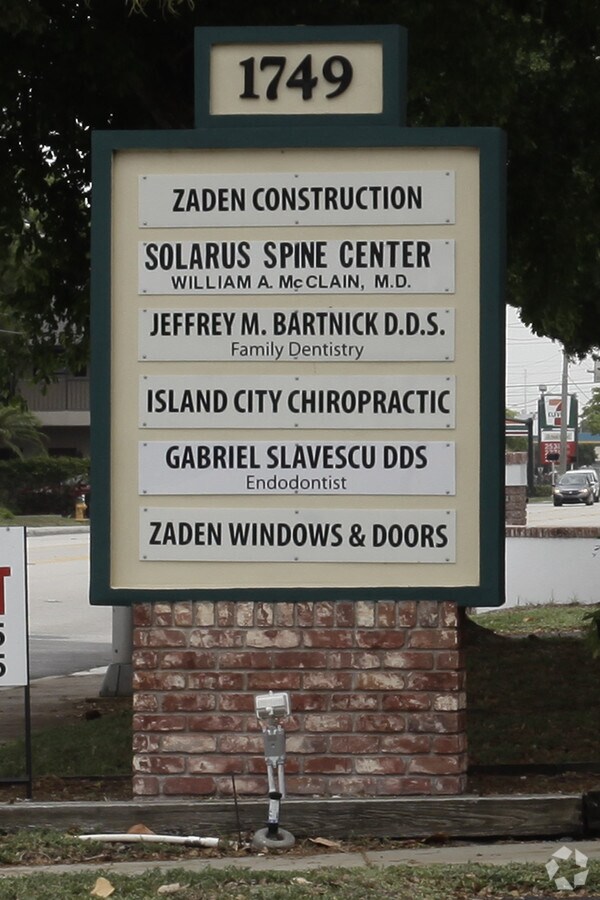 1749
ZADEN CONSTRUCTION
SOLARUS SPINE CENTER
WILLIAM A. McCLAIN, M.D.
JEFFREY M. BARTNICK D.D.S.
Family Dentistry
ISLAND CITY CHIROPRACTIC
GABRIEL SLAVESCU DDS
Endodontist
ZADEN WINDOWS & DOORS